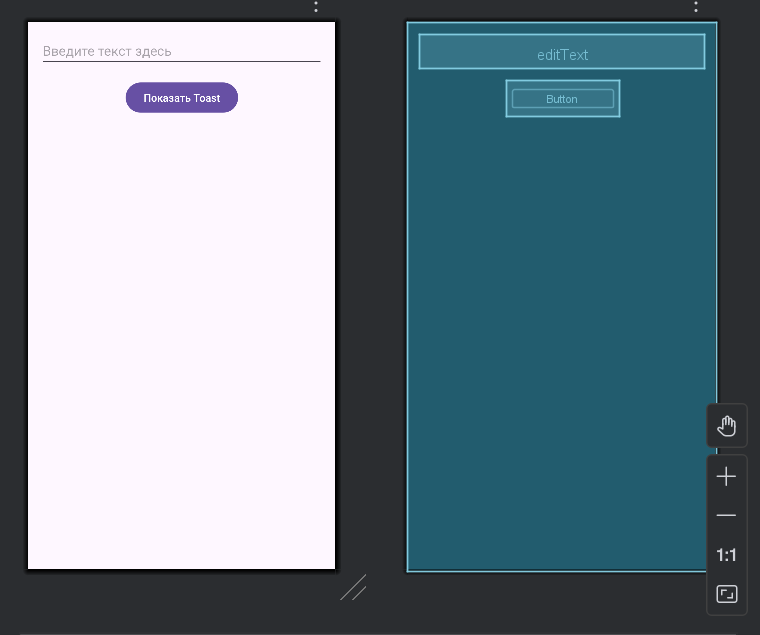 Введите текст здесь
Показать Toast
editText
Button
1:1